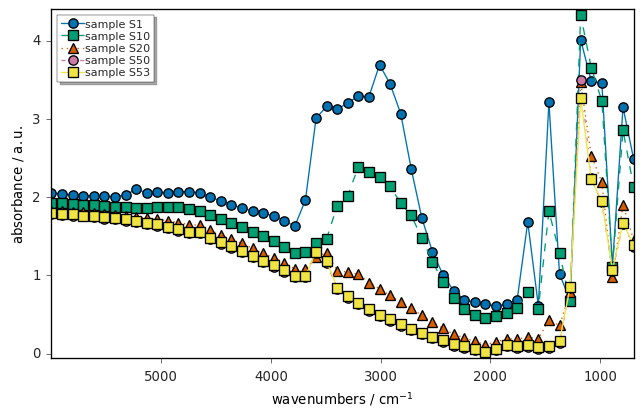 sample S1
sample S10
sample S20
sample S50
sample S53
4
3
2
1
0
absorbance / a. u.
5000 4000 3000 2000 1000
wavenumbers / cm⁻¹